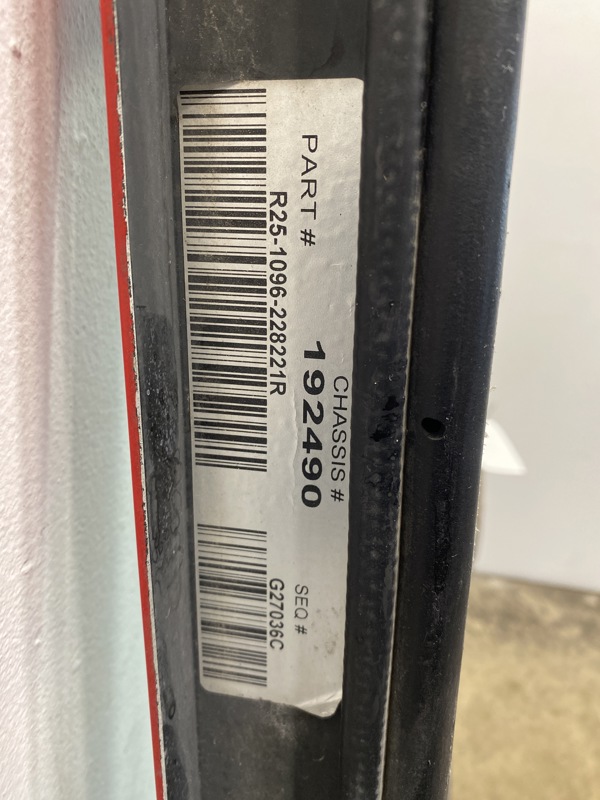 CHASSIS #
PART # 192490 SEQ #
R25-1096-228221R G27036C